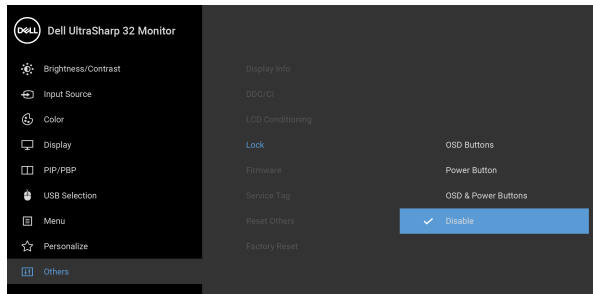 DELL Dell UltraSharp 32 Monitor
Brightness/Contrast Display Info
Input Source DDC/CI
Color LCD Conditioning
Display Lock OSD Buttons
PIP/PBP Firmware Power Button
USB Selection Service Tag OSD & Power Buttons
Menu Reset Others Disable
Personalize Factory Reset
Others